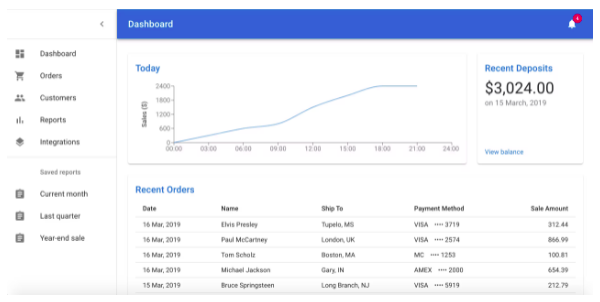 Dashboard
4
Dashboard
Orders
Customers
Reports
Integrations
Saved reports
Current month
Last quarter
Year-end sale
Today
Sales ($)
2400
1800
1200
600
0
00:00 03:00 06:00 09:00 12:00 15:00 18:00 21:00 24:00
Recent Deposits
$3,024.00
on 15 March, 2019
View balance
Recent Orders
Date Name Ship To Payment Method Sale Amount
16 Mar, 2019 Elvis Presley Tupelo, MS VISA •••• 3719 312.44
16 Mar, 2019 Paul McCartney London, UK VISA •••• 2574 866.99
16 Mar, 2019 Tom Scholz Boston, MA MC •••• 1253 100.81
16 Mar, 2019 Michael Jackson Gary, IN AMEX •••• 2000 654.39
15 Mar, 2019 Bruce Springsteen Long Branch, NJ VISA •••• 5919 212.79